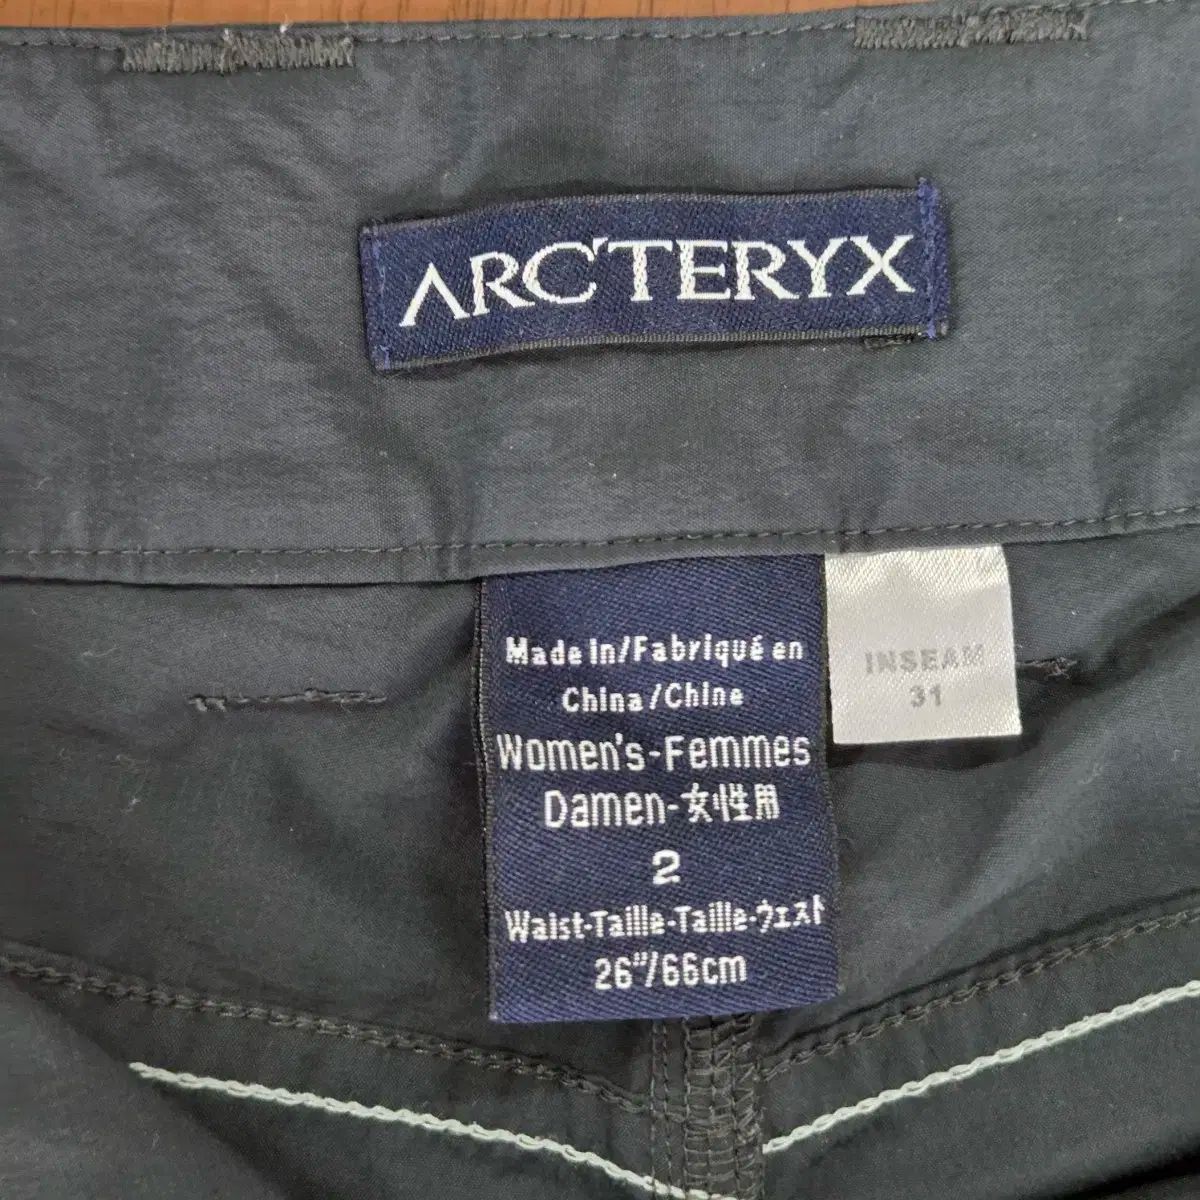 ARC'TERYX
Made in/Fabriqué en
China/Chine
Women's-Femmes
Damen-女性用
2
Waist-Taille-Taille-ウエスト
26"/66cm
INSEAM
31